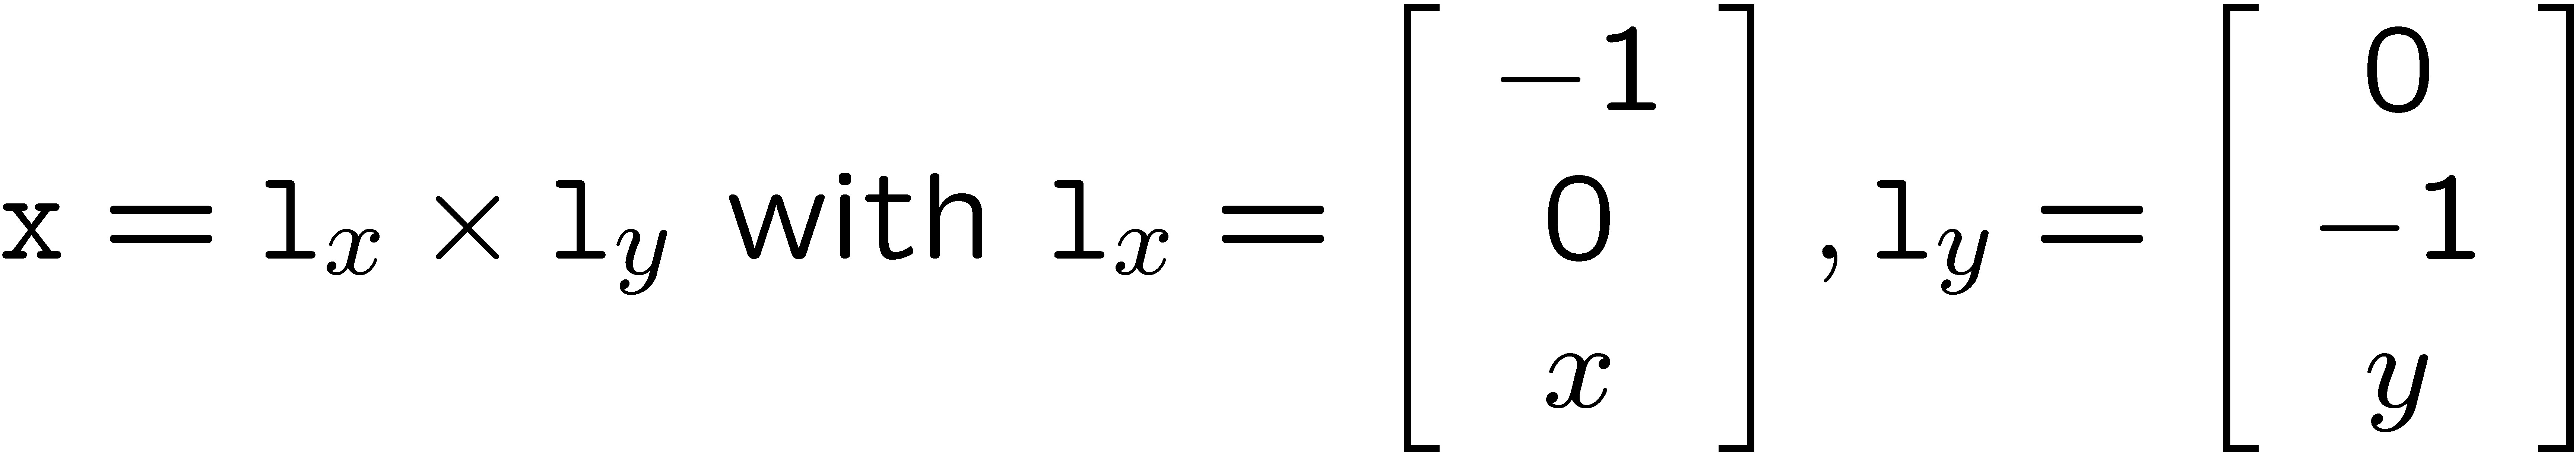 x = l_x × l_y with l_x = [ −1 0 x ] , l_y = [ 0 −1 y ]